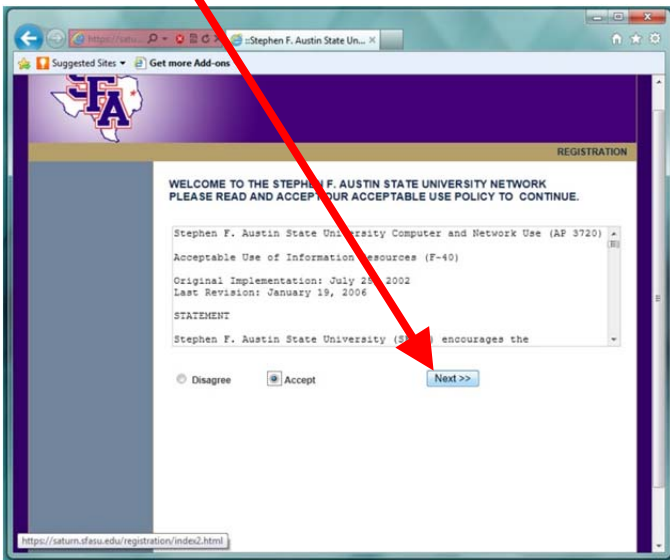 https://satu...
::Stephen F. Austin State Un... ×
Suggested Sites ▾ Get more Add-ons
SFA
REGISTRATION
WELCOME TO THE STEPHEN F. AUSTIN STATE UNIVERSITY NETWORK
PLEASE READ AND ACCEPT OUR ACCEPTABLE USE POLICY TO CONTINUE.
Stephen F. Austin State University Computer and Network Use (AP 3720)
Acceptable Use of Information Resources (F-40)
Original Implementation: July 2002
Last Revision: January 19, 2006
STATEMENT
Stephen F. Austin State University encourages the
Disagree Accept Next >>
https://saturn.sfasu.edu/registration/index2.html